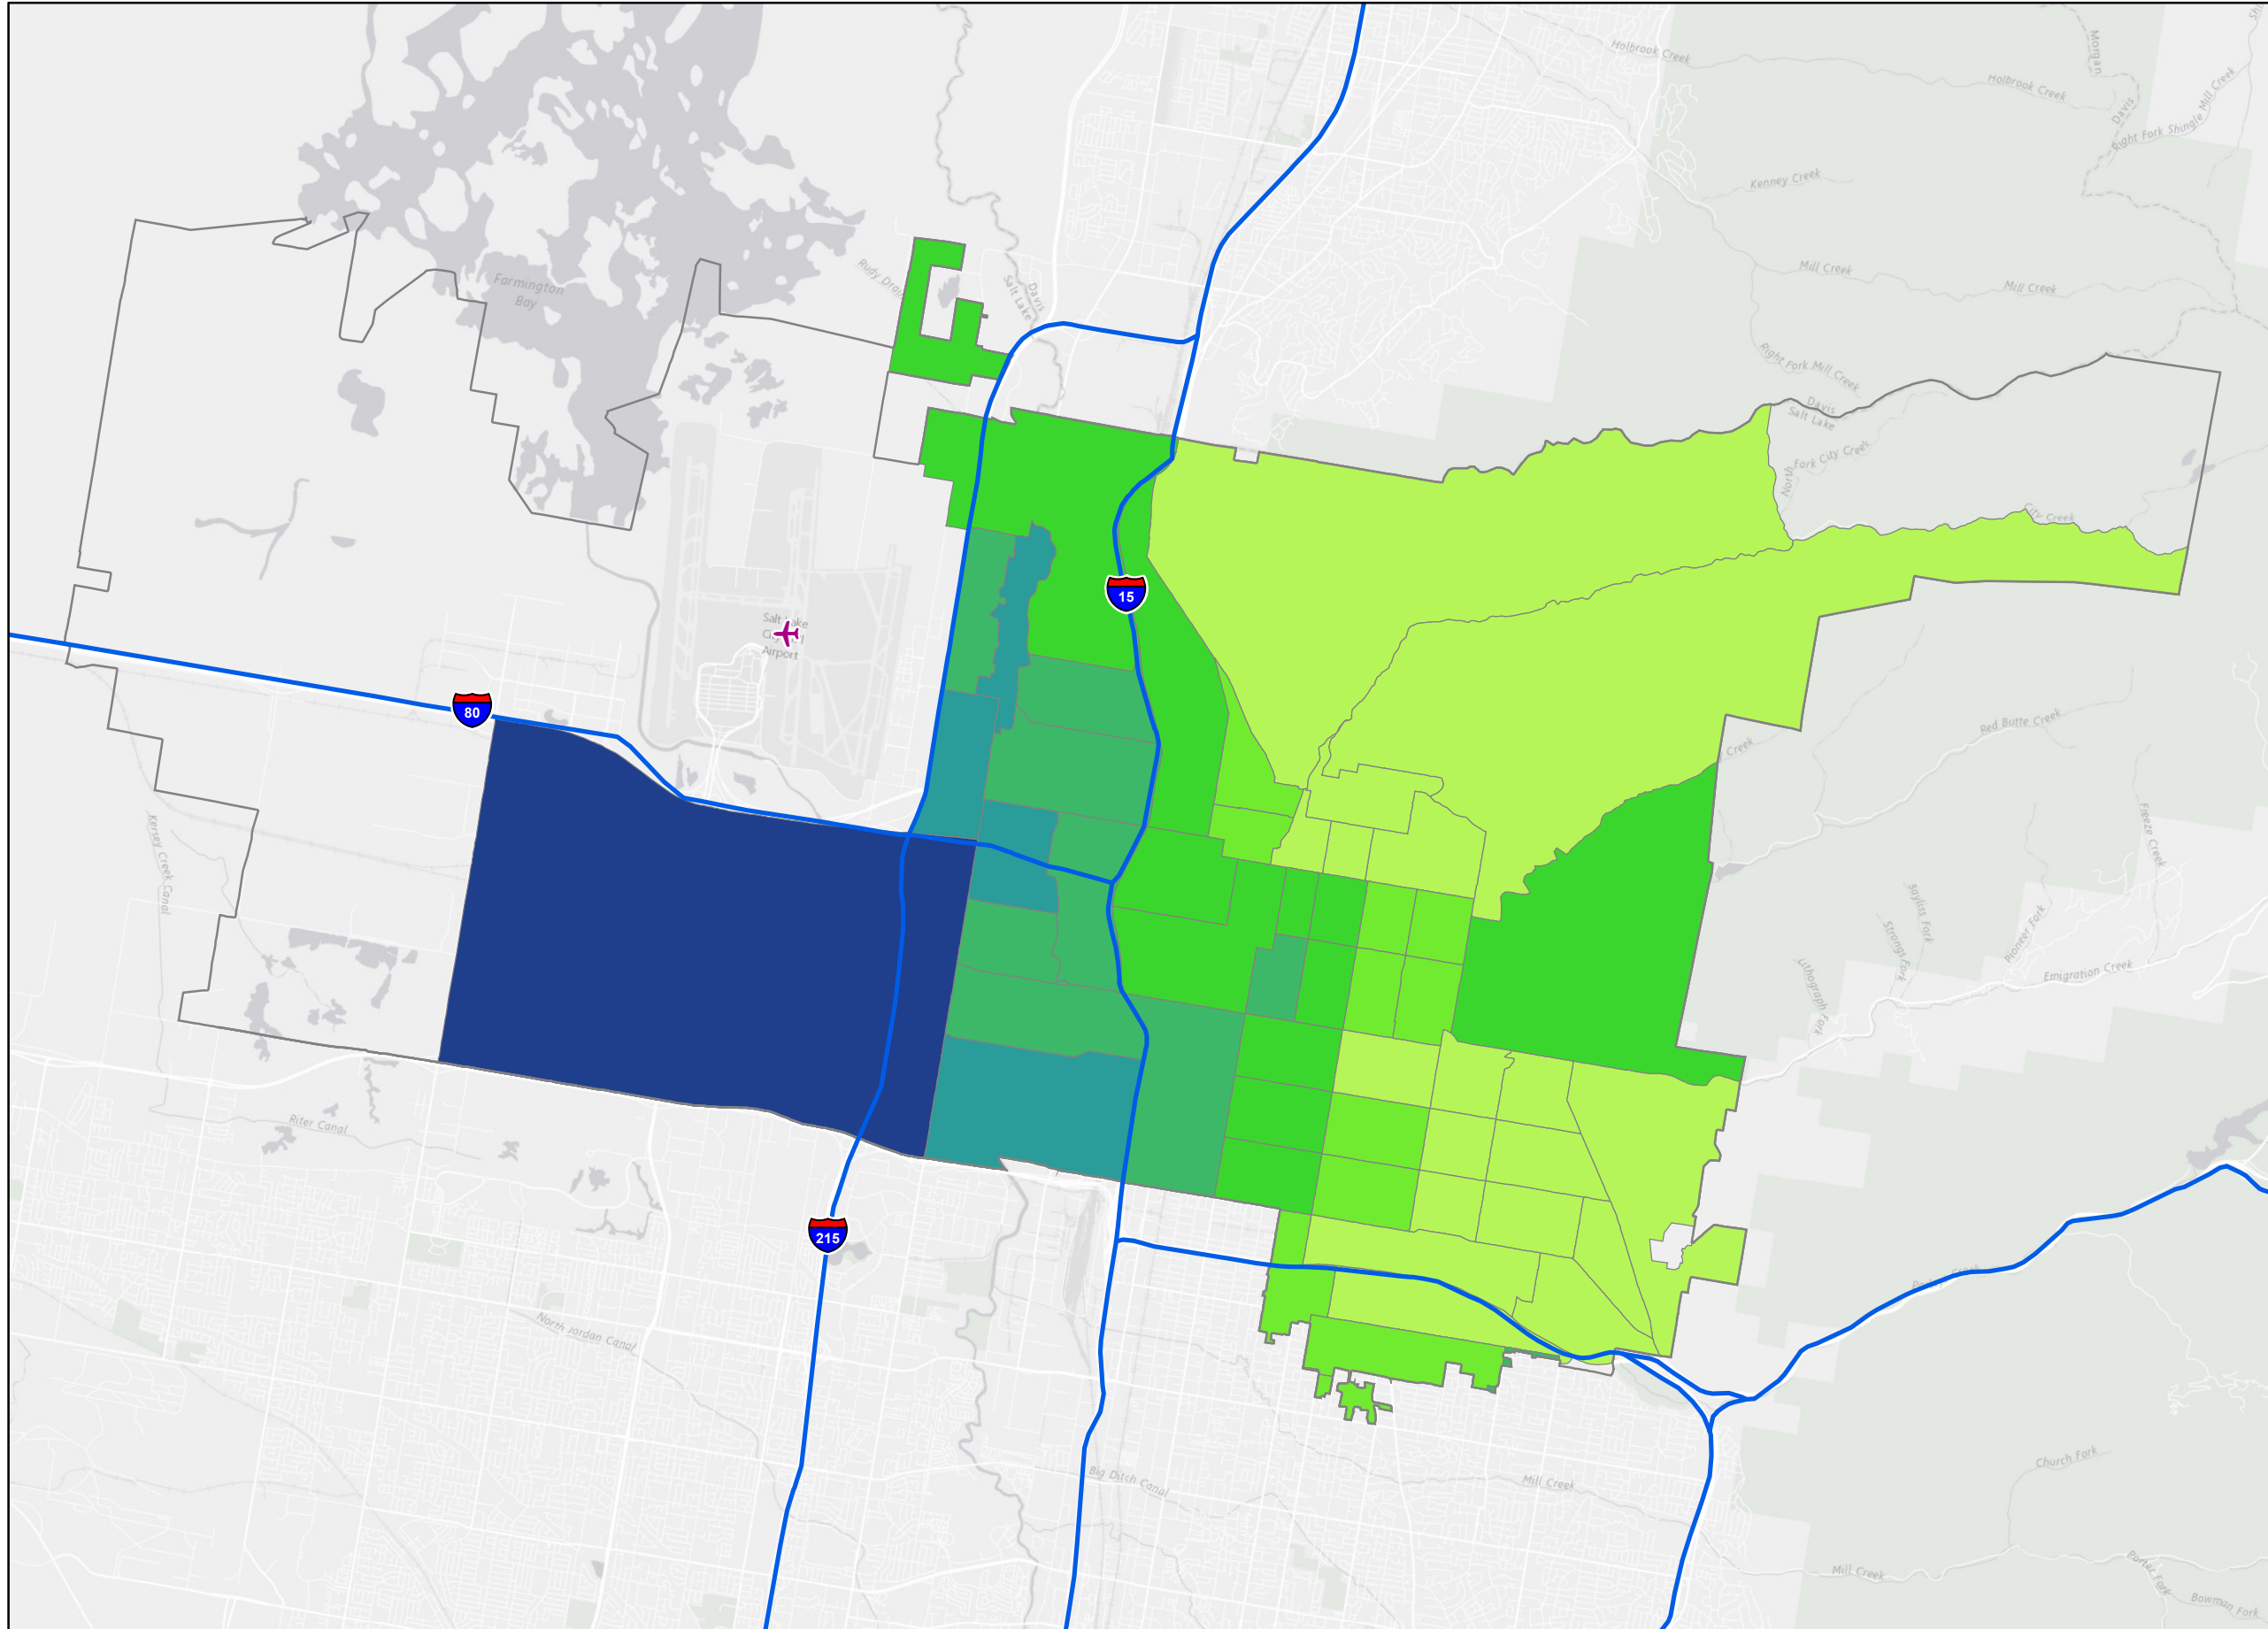 Holbrook Creek
Morgan
Davis
Holbrook Creek
Right Fork Shingle Mill Creek
Kenney Creek
Mill Creek
Mill Creek
Farmington
Bay
Rudy Drain
Davis
Salt Lake
Right Fork Mill Creek
Davis
Salt Lake
North
Fork City Creek
City Creek
15
Salt Lake
Airport
80
Red Butte Creek
Creek
Freeze Creek
Kersey Creek Canal
Bayliss Fork
Pioneer Fork
Strongs Fork
Lithograph Fork
Emigration Creek
Riter Canal
215
North Jordan Canal
Big Ditch Canal
Mill Creek
Church Fork
Mill Creek
Porter Fork
Bowman Fork